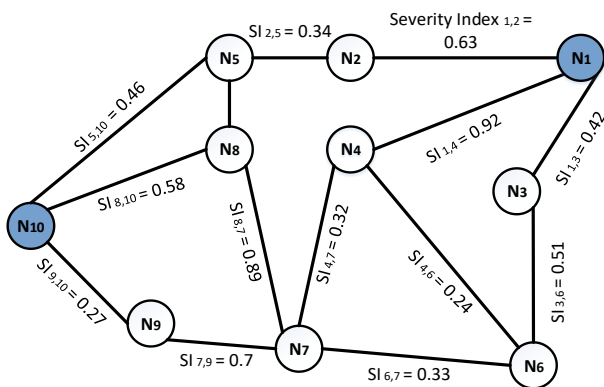 Severity Index 1,2 =
0.63
SI 2,5 = 0.34
N5
N2
N1
SI 5,10 = 0.46
SI 1,4 = 0.92
SI 1,3 = 0.42
N8
N4
N3
SI 8,10 = 0.58
N10
SI 8,7 = 0.89
SI 4,7 = 0.32
SI 4,6 = 0.24
SI 3,6 = 0.51
SI 9,10 = 0.27
N9
N7
N6
SI 7,9 = 0.7
SI 6,7 = 0.33